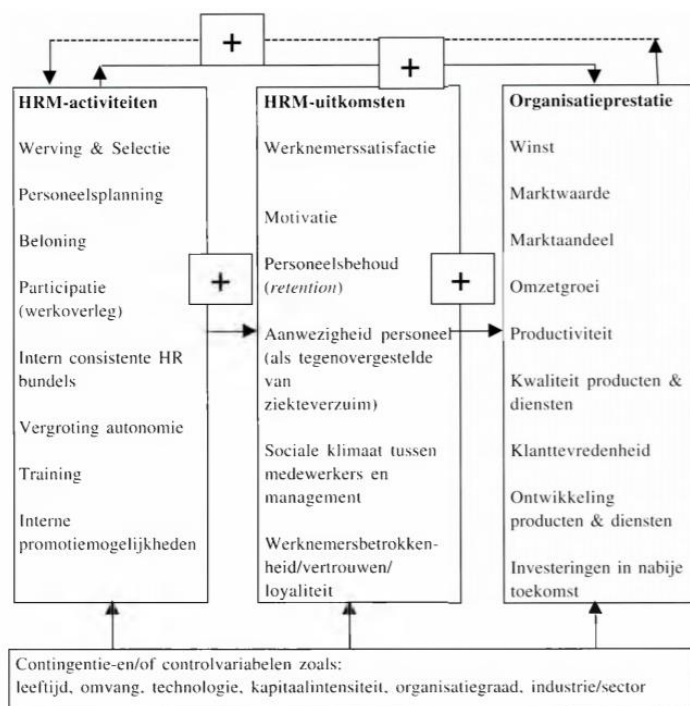 +
+
HRM-activiteiten
Werving & Selectie
Personeelsplanning
Beloning
Participatie
(werkoverleg)
Intern consistente HR
bundels
Vergroting autonomie
Training
Interne
promotiemogelijkheden
+
HRM-uitkomsten
Werknemerssatisfactie
Motivatie
Personeelsbehoud
(retention)
Aanwezigheid personeel
(als tegenovergestelde
van
ziekteverzuim)
Sociale klimaat tussen
medewerkers en
management
Werknemersbetrokken-
heid/vertrouwen/
loyaliteit
+
Organisatieprestatie
Winst
Marktwaarde
Marktaandeel
Omzetgroei
Productiviteit
Kwaliteit producten &
diensten
Klanttevredenheid
Ontwikkeling
producten & diensten
Investeringen in nabije
toekomst
Contingentie-en/of controlvariabelen zoals:
leeftijd, omvang, technologie, kapitaalintensiteit, organisatiegraad, industrie/sector